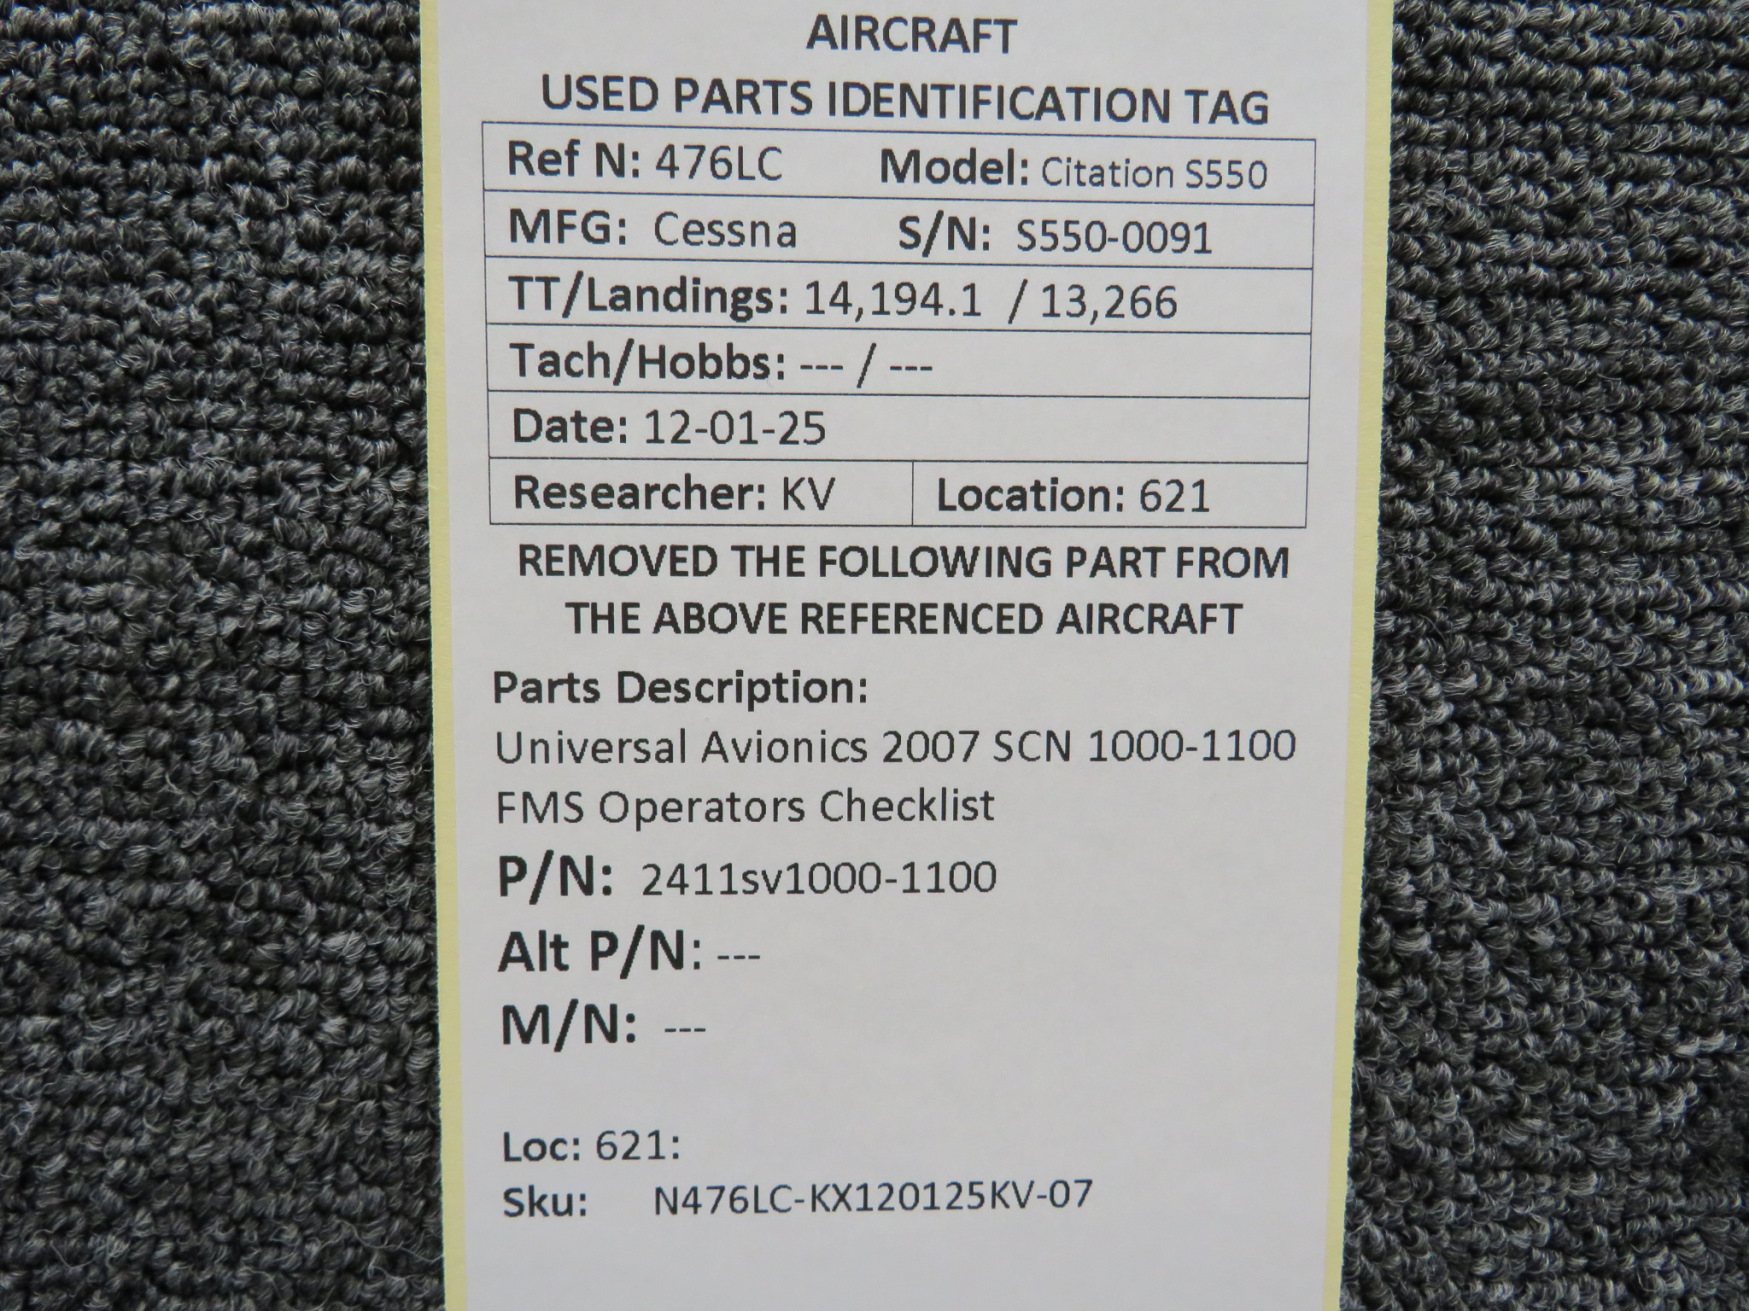 AIRCRAFT
USED PARTS IDENTIFICATION TAG
Ref N: 476LC Model: Citation S550
MFG: Cessna S/N: S550-0091
TT/Landings: 14,194.1 / 13,266
Tach/Hobbs: --- / ---
Date: 12-01-25
Researcher: KV Location: 621
REMOVED THE FOLLOWING PART FROM
THE ABOVE REFERENCED AIRCRAFT
Parts Description:
Universal Avionics 2007 SCN 1000-1100
FMS Operators Checklist
P/N: 2411sv1000-1100
Alt P/N: ---
M/N: ---
Loc: 621:
Sku: N476LC-KX120125KV-07